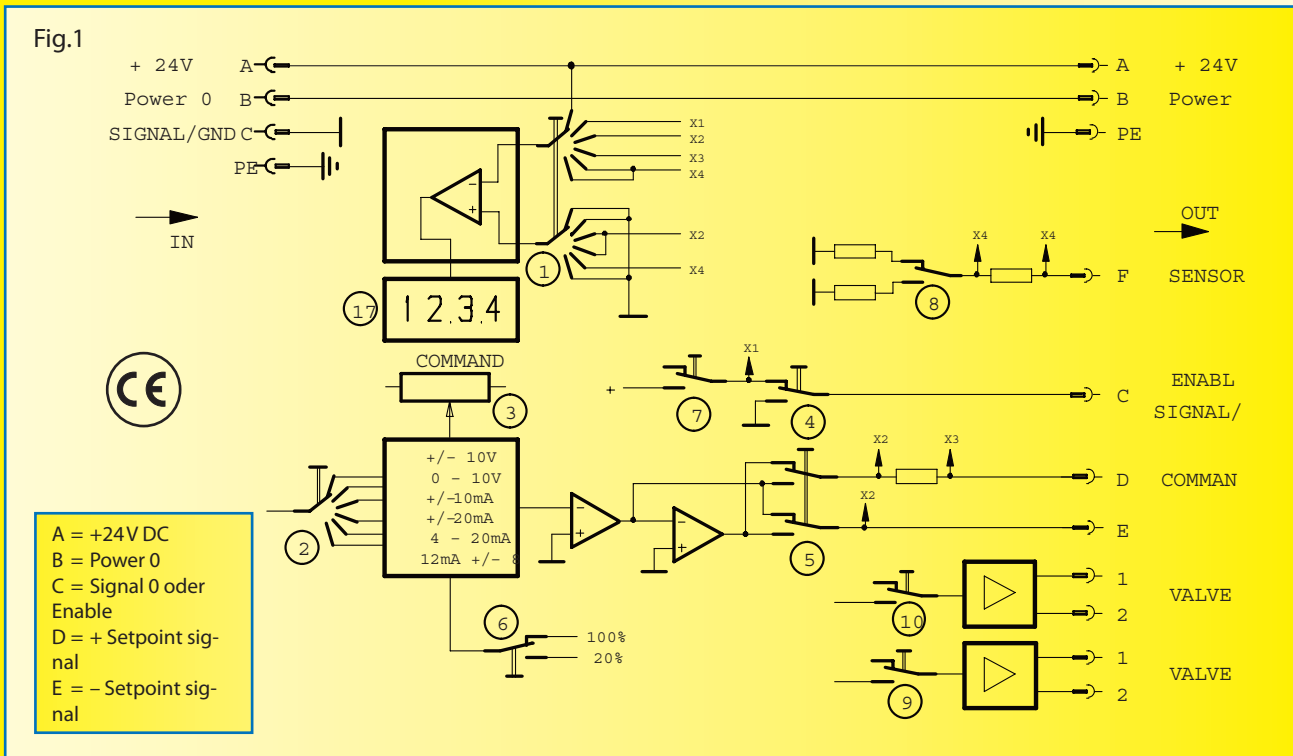 Fig.1
+ 24V A
A + 24V
Power 0 B
B Power
SIGNAL/GND C
PE
PE
X1
X2
X3
X4
IN
OUT
X2
X4
1
X4 X4
F SENSOR
8
17
1 2.3.4
CE
COMMAND
3
X1
+
7
4
C ENABL
SIGNAL/
+/- 10V
0 - 10V
+/-10mA
+/-20mA
4 - 20mA
12mA +/- 8
2
- +
- +
X2 X3
D COMMAN
X2
E
5
6
100%
20%
10
1
2
VALVE
9
1
2
VALVE
A = +24V DC
B = Power 0
C = Signal 0 oder
Enable
D = + Setpoint sig-
nal
E = – Setpoint sig-
nal